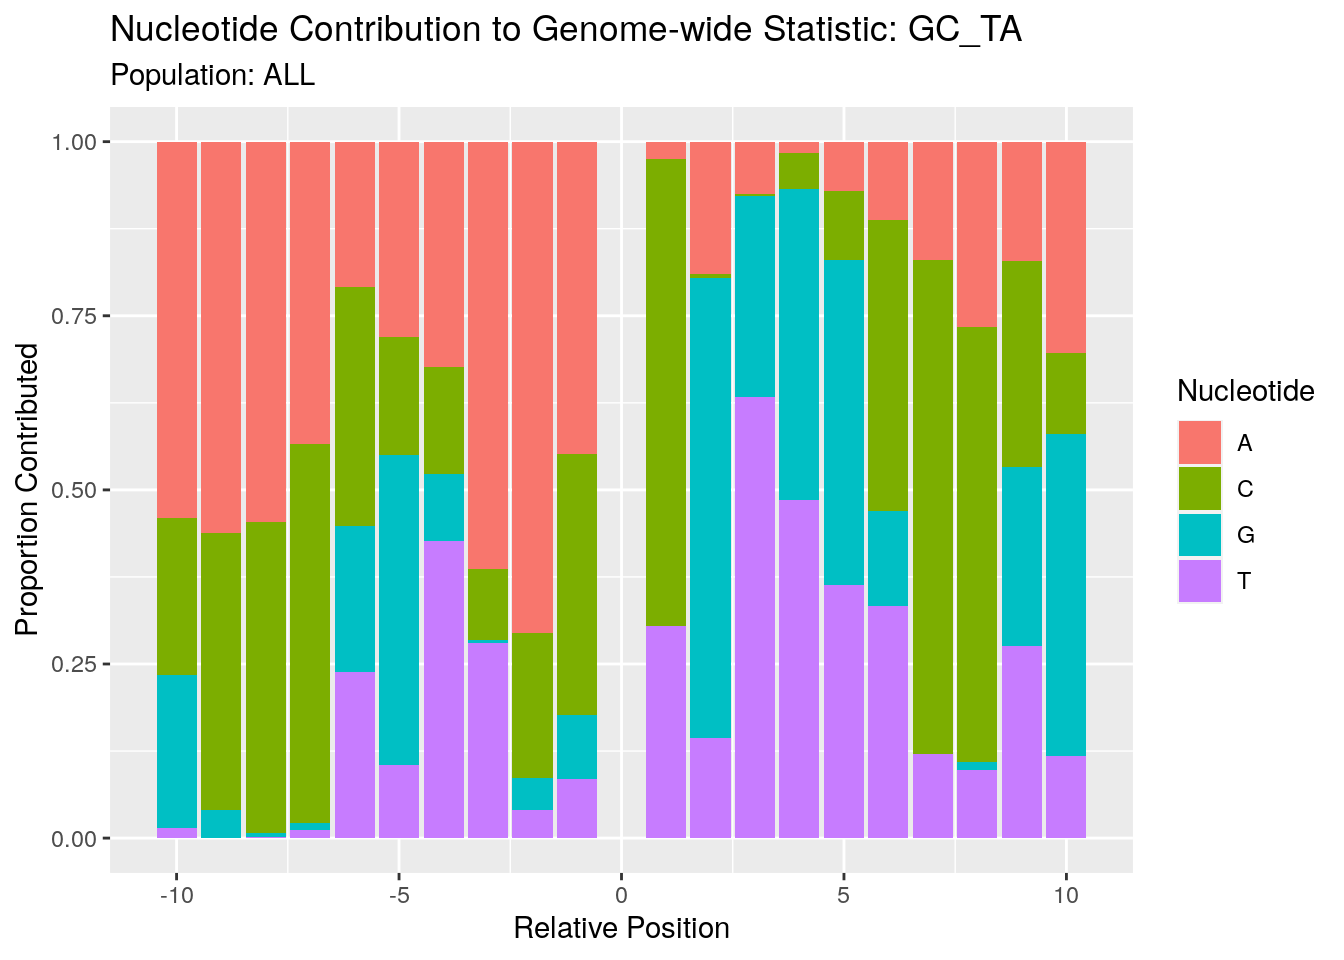 Nucleotide Contribution to Genome-wide Statistic: GC_TA
Population: ALL
Proportion Contributed
1.00
0.75
0.50
0.25
0.00
-10
-5
0
5
10
Relative Position
Nucleotide
A
C
G
T